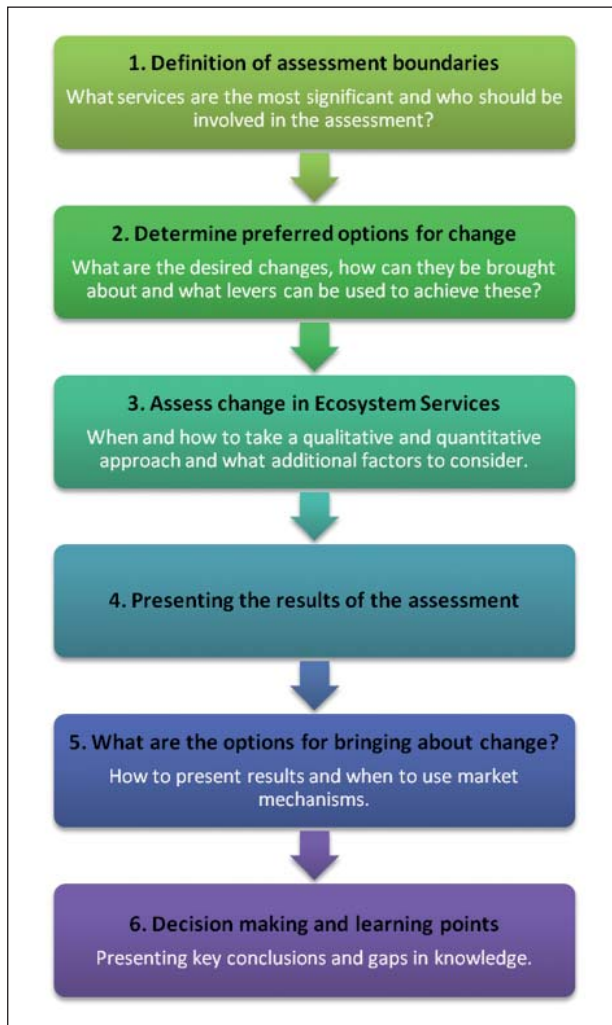 1. Definition of assessment boundaries
What services are the most significant and who should be
involved in the assessment?
2. Determine preferred options for change
What are the desired changes, how can they be brought
about and what levers can be used to achieve these?
3. Assess change in Ecosystem Services
When and how to take a qualitative and quantitative
approach and what additional factors to consider.
4. Presenting the results of the assessment
5. What are the options for bringing about change?
How to present results and when to use market
mechanisms.
6. Decision making and learning points
Presenting key conclusions and gaps in knowledge.